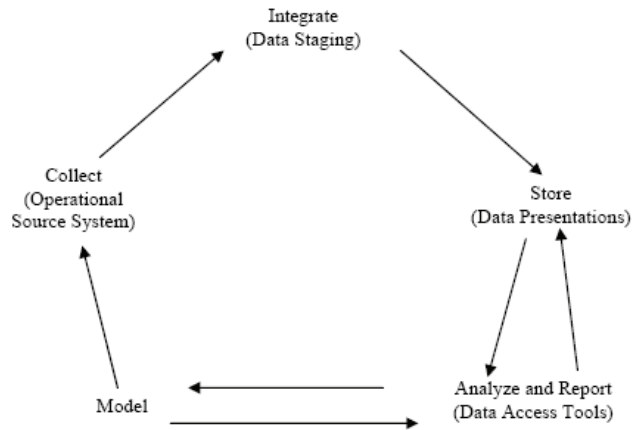 Integrate
(Data Staging)
Collect
(Operational
Source System)
Store
(Data Presentations)
Model
Analyze and Report
(Data Access Tools)